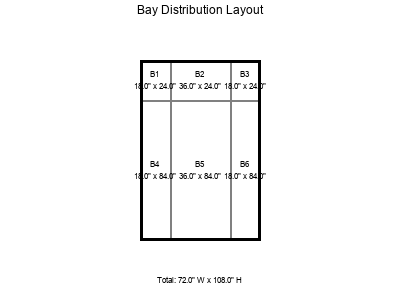 Bay Distribution Layout
B1 B2 B3
18.0" x 24.0" 36.0" x 24.0" 18.0" x 24.0"
B4 B5 B6
18.0" x 84.0" 36.0" x 84.0" 18.0" x 84.0"
Total: 72.0" W x 108.0" H